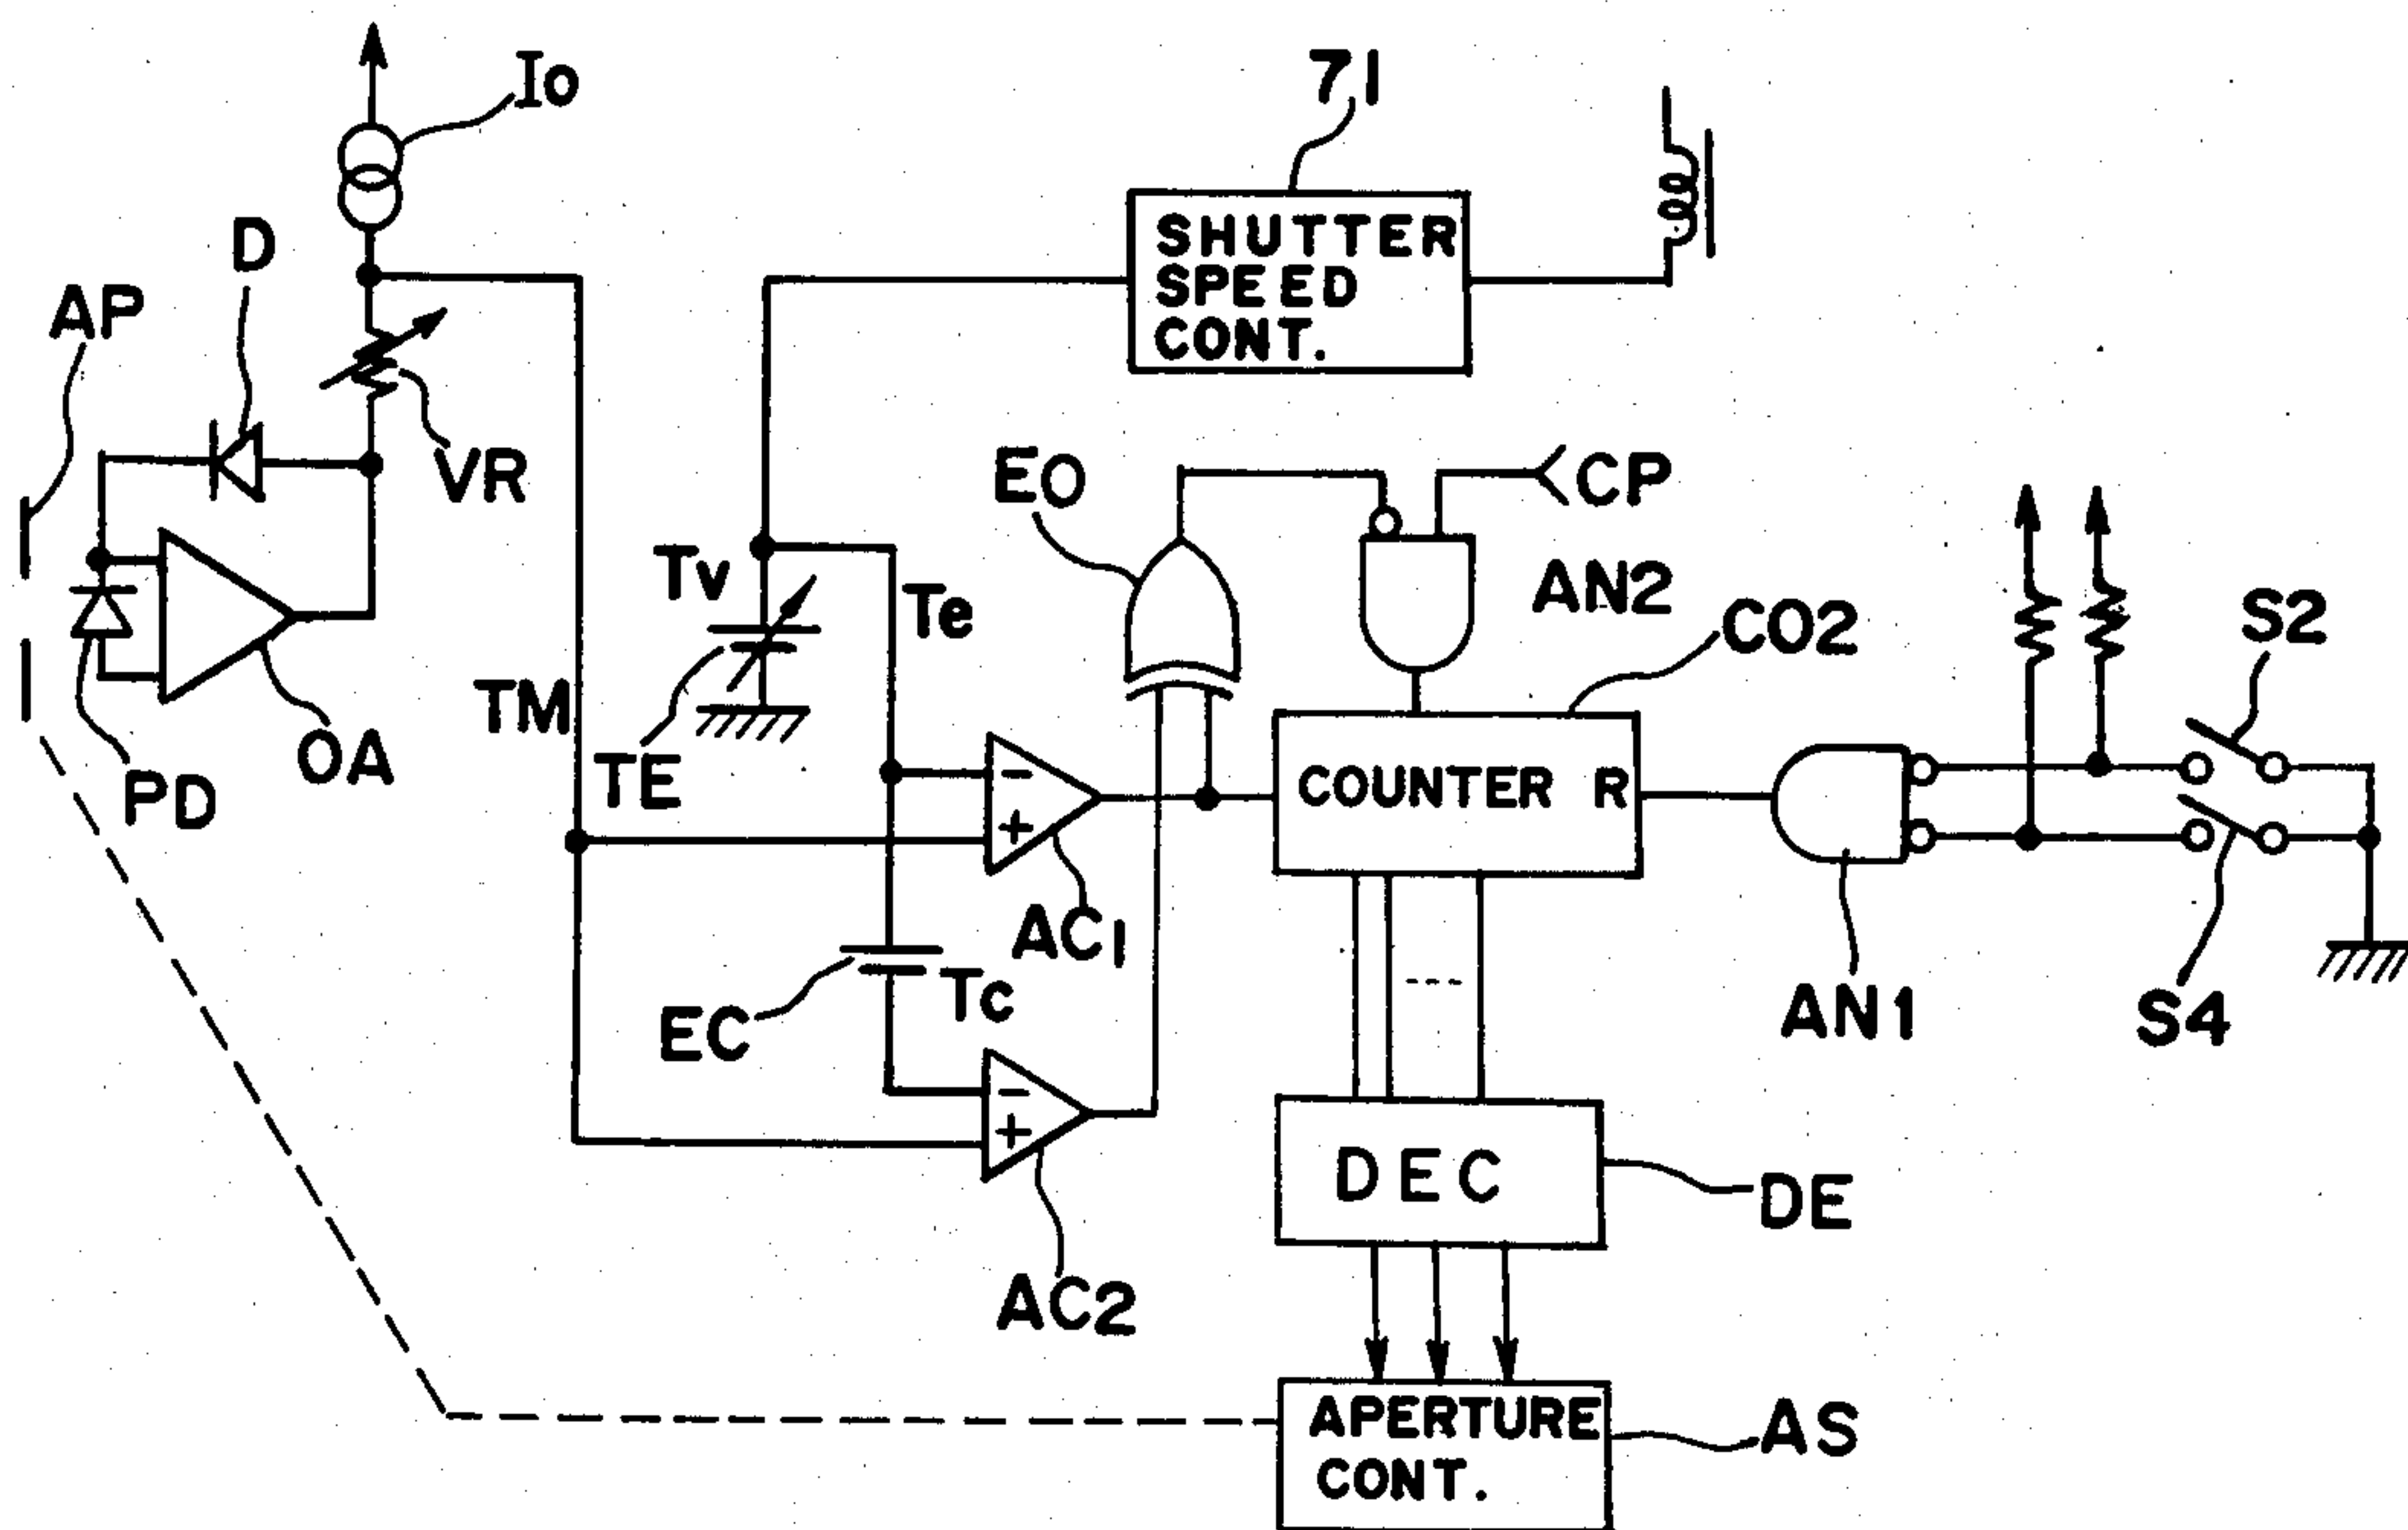 Io
71
D
AP
SHUTTER
SPEED
CONT.
VR
EO
CP
Tv
Te
AN2
CO2
S2
TM
OA
TE
PD
-
+
COUNTER R
AC1
EC
Tc
AN1
S4
-
+
DEC
DE
AC2
APERTURE
CONT.
AS